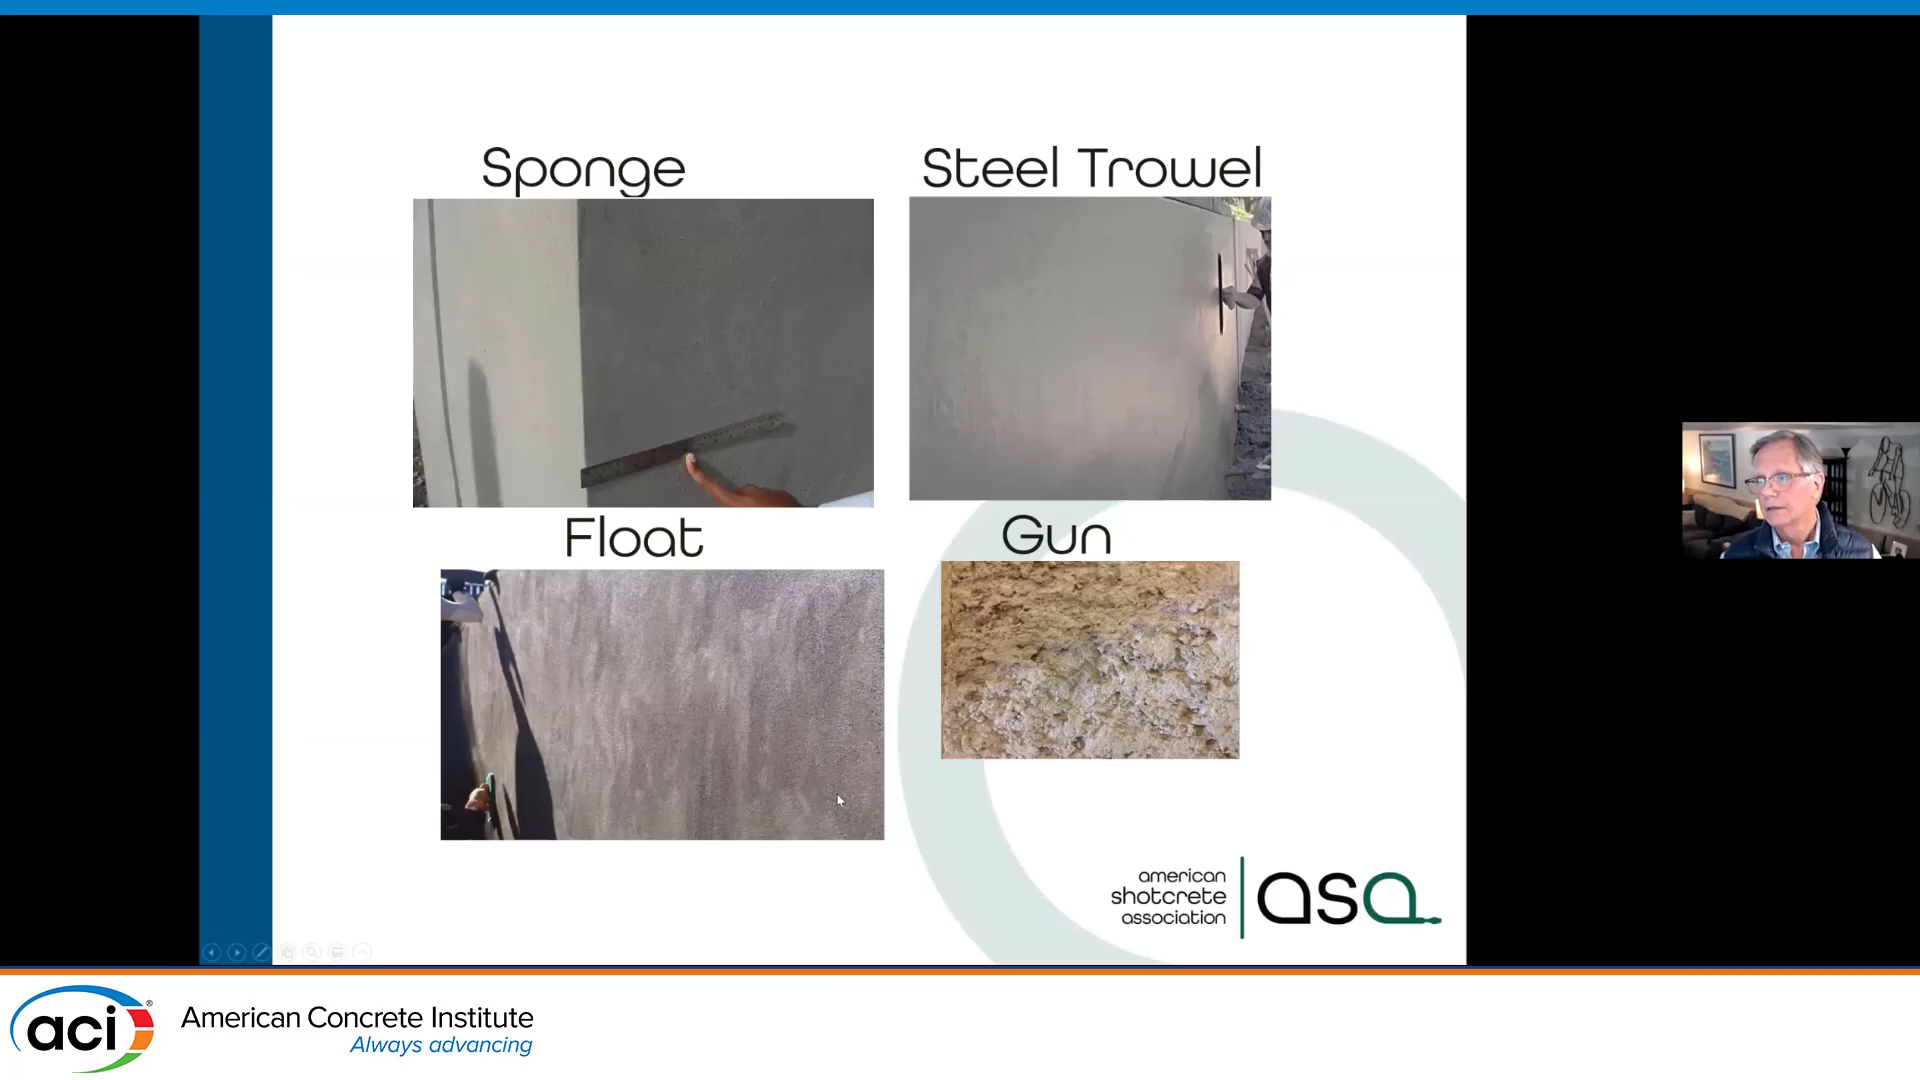 Sponge
Steel Trowel
Float
Gun
american
shotcrete
association
asa
aci®
American Concrete Institute
Always advancing